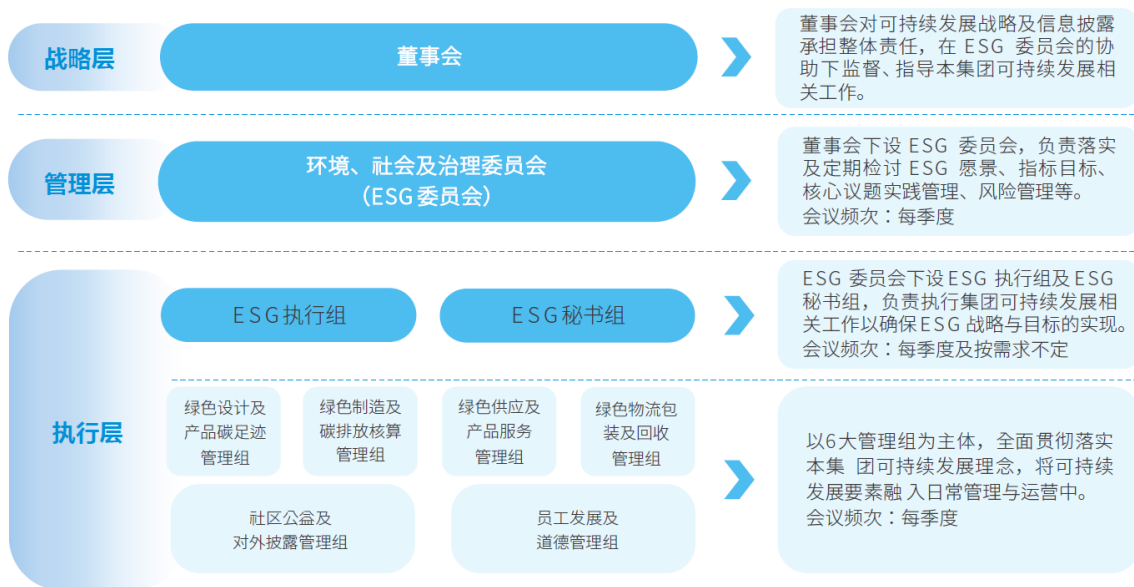 战略层
董事会
董事会对可持续发展战略及信息披露
承担整体责任，在 ESG 委员会的协
助下监督、指导本集团可持续发展相
关工作。
管理层
环境、社会及治理委员会
（ESG委员会）
董事会下设 ESG 委员会，负责落实
及定期检讨 ESG 愿景、指标目标、
核心议题实践管理、风险管理等。
会议频次：每季度
执行层
ESG执行组
ESG秘书组
ESG 委员会下设ESG 执行组及ESG
秘书组，负责执行集团可持续发展相
关工作以确保ESG 战略与目标的实现。
会议频次：每季度及按需求不定
绿色设计及
产品碳足迹
管理组
绿色制造及
碳排放核算
管理组
绿色供应及
产品服务
管理组
绿色物流包
装及回收
管理组
社区公益及
对外披露管理组
员工发展及
道德管理组
以6大管理组为主体，全面贯彻落实
本集 团可持续发展理念，将可持续
发展要素融 入日常管理与运营中。
会议频次：每季度